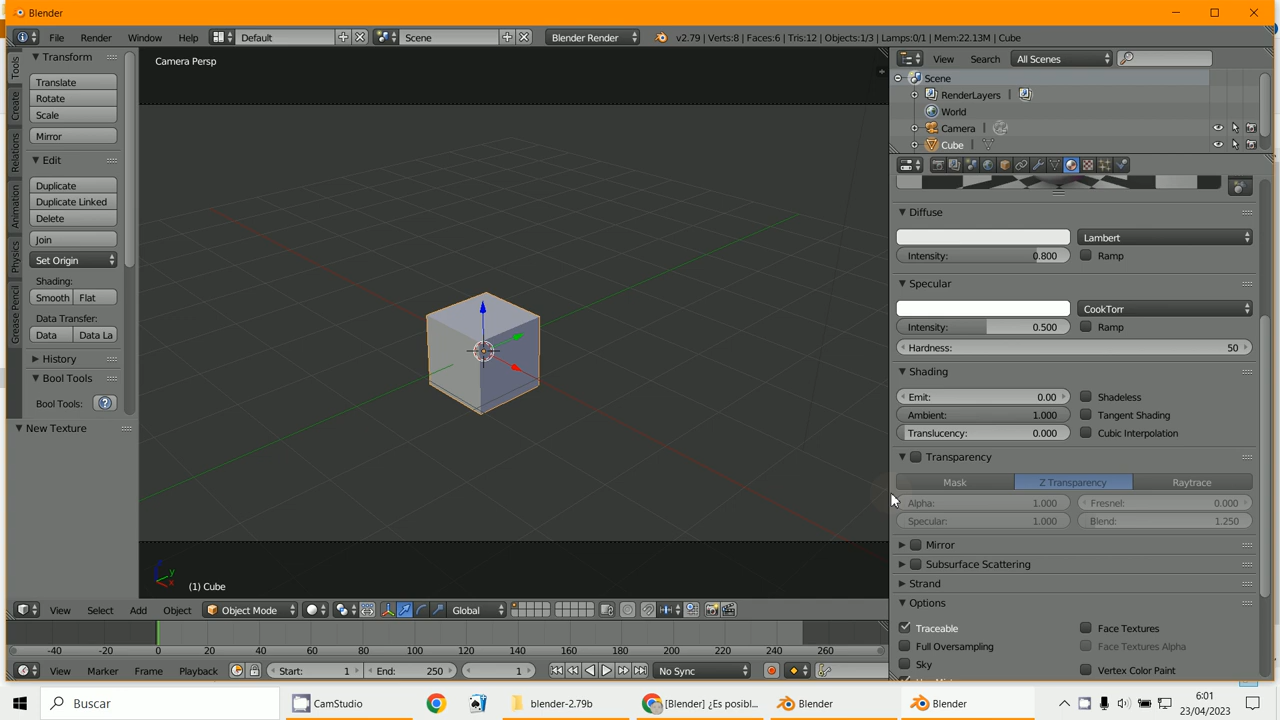 Blender
File Render Window Help Default Scene Blender Render v2.79 | Verts:8 | Faces:6 | Tris:12 | Objects:1/3 | Lamps:0/1 | Mem:22.13M | Cube
Tools
Create
Relations
Animation
Physics
Grease Pencil
Transform
Translate
Rotate
Scale
Mirror
Edit
Duplicate
Duplicate Linked
Delete
Join
Set Origin
Shading:
Smooth Flat
Data Transfer:
Data Data La
History
Bool Tools
Bool Tools:
New Texture
Camera Persp
(1) Cube
View Search All Scenes
Scene
RenderLayers
World
Camera
Cube
Diffuse
Lambert
Intensity: 0.800 Ramp
Specular
CookTorr
Intensity: 0.500 Ramp
Hardness: 50
Shading
Emit: 0.00 Shadeless
Ambient: 1.000 Tangent Shading
Translucency: 0.000 Cubic Interpolation
Transparency
Mask Z Transparency Raytrace
Alpha: 1.000 Fresnel: 0.000
Specular: 1.000 Blend: 1.250
Mirror
Subsurface Scattering
Strand
Options
Traceable Face Textures
Full Oversampling Face Textures Alpha
Sky
Vertex Color Paint
View Select Add Object Object Mode Global
-40 -20 0 20 40 60 80 100 120 140 160 180 200 220 240 260
View Marker Frame Playback Start: 1 End: 250 1 No Sync
Buscar CamStudio blender-2.79b [Blender] ¿Es posibl... Blender Blender
6:01
23/04/2023